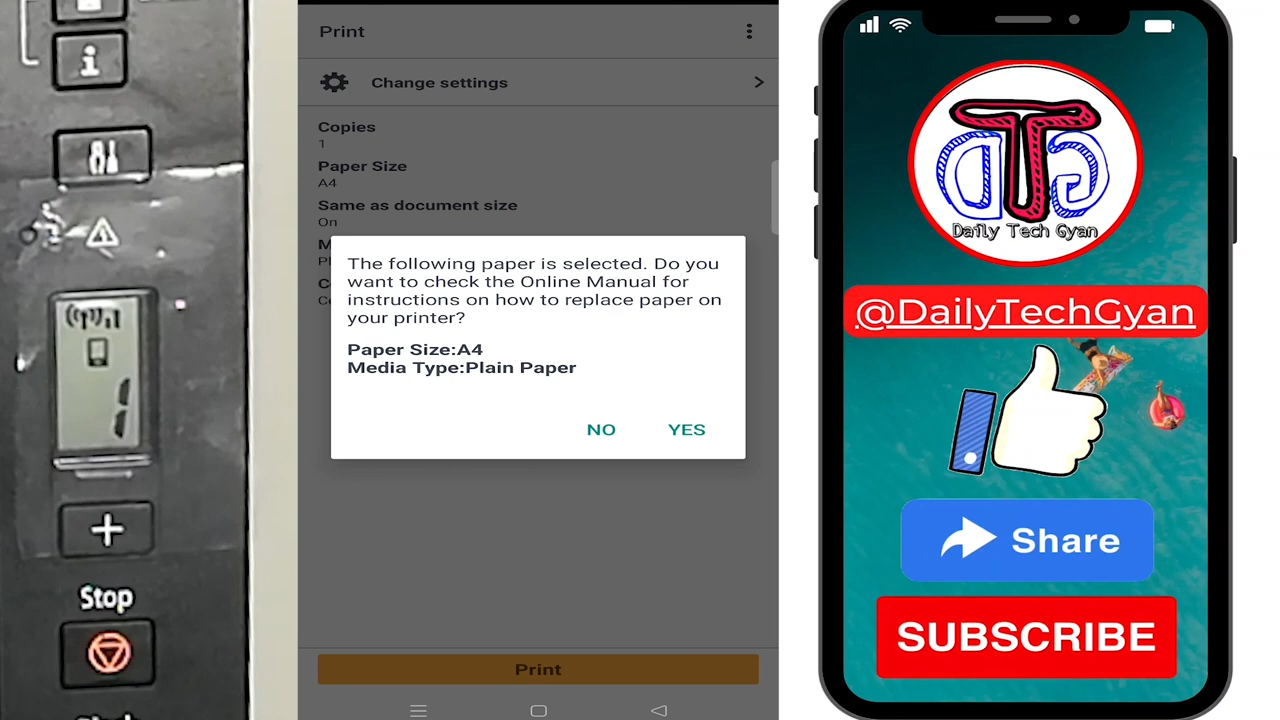 Stop
Print
Change settings
Copies
1
Paper Size
A4
Same as document size
On
The following paper is selected. Do you
want to check the Online Manual for
instructions on how to replace paper on
your printer?
Paper Size:A4
Media Type:Plain Paper
NO
YES
Print
DTG
Daily Tech Gyan
@DailyTechGyan
Share
SUBSCRIBE